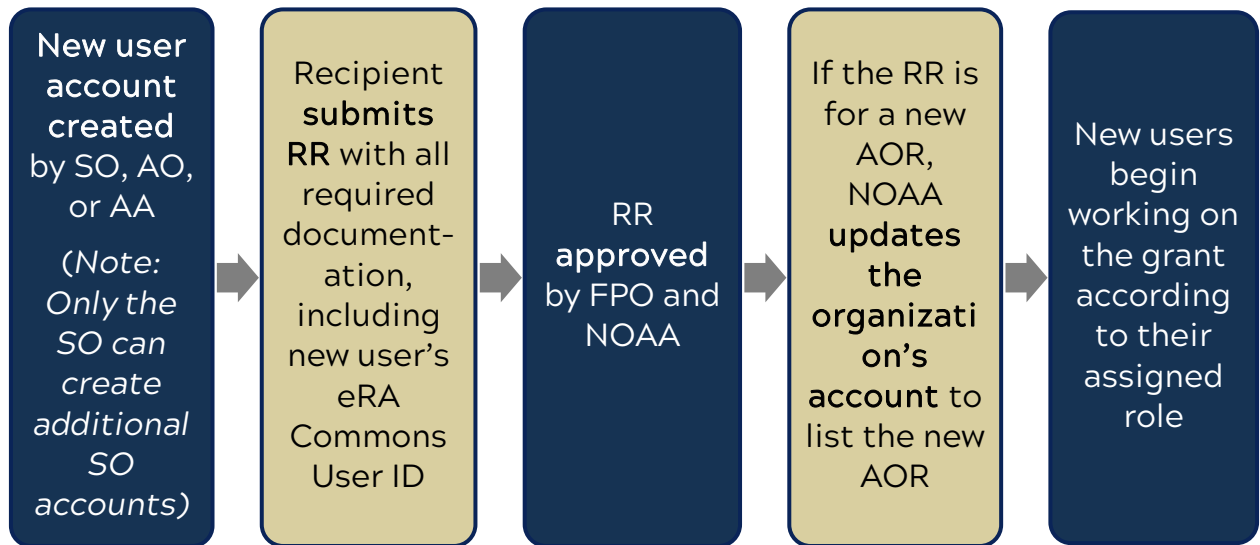 New user
account
created
by SO, AO,
or AA
(Note:
Only the
SO can
create
additional
SO
accounts)
Recipient
submits
RR with all
required
document-
ation,
including
new user’s
eRA
Commons
User ID
RR
approved
by FPO and
NOAA
If the RR is
for a new
AOR,
NOAA
updates
the
organizati
on’s
account to
list the new
AOR
New users
begin
working on
the grant
according
to their
assigned
role